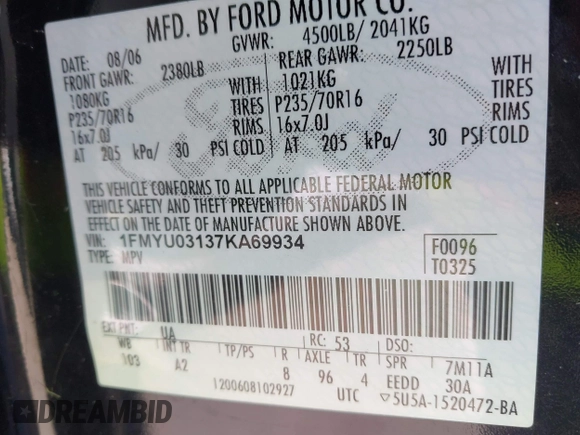 MFD. BY FORD MOTOR CO.
DATE: 08/06 GVWR: 4500LB/ 2041KG
FRONT GAWR: 2380LB REAR GAWR: 2250LB
1080KG WITH 1021KG WITH
P235/70R16 TIRES P235/70R16 TIRES
16x7.0J RIMS 16x7.0J RIMS
AT 205 kPa/ 30 PSI COLD AT 205 kPa/ 30 PSI COLD
Ford
THIS VEHICLE CONFORMS TO ALL APPLICABLE FEDERAL MOTOR
VEHICLE SAFETY AND THEFT PREVENTION STANDARDS IN
EFFECT ON THE DATE OF MANUFACTURE SHOWN ABOVE.
VIN: 1FMYU03137KA69934 F0096
TYPE: MPV T0325
EXT PNT: UA RC: 53 DSO:
WB INT TR TP/PS R AXLE TR SPR 7M11A
103 A2 8 96 4 EEDD 30A
1200608102927 UTC ▽5U5A-1520472-BA
DREAMBID